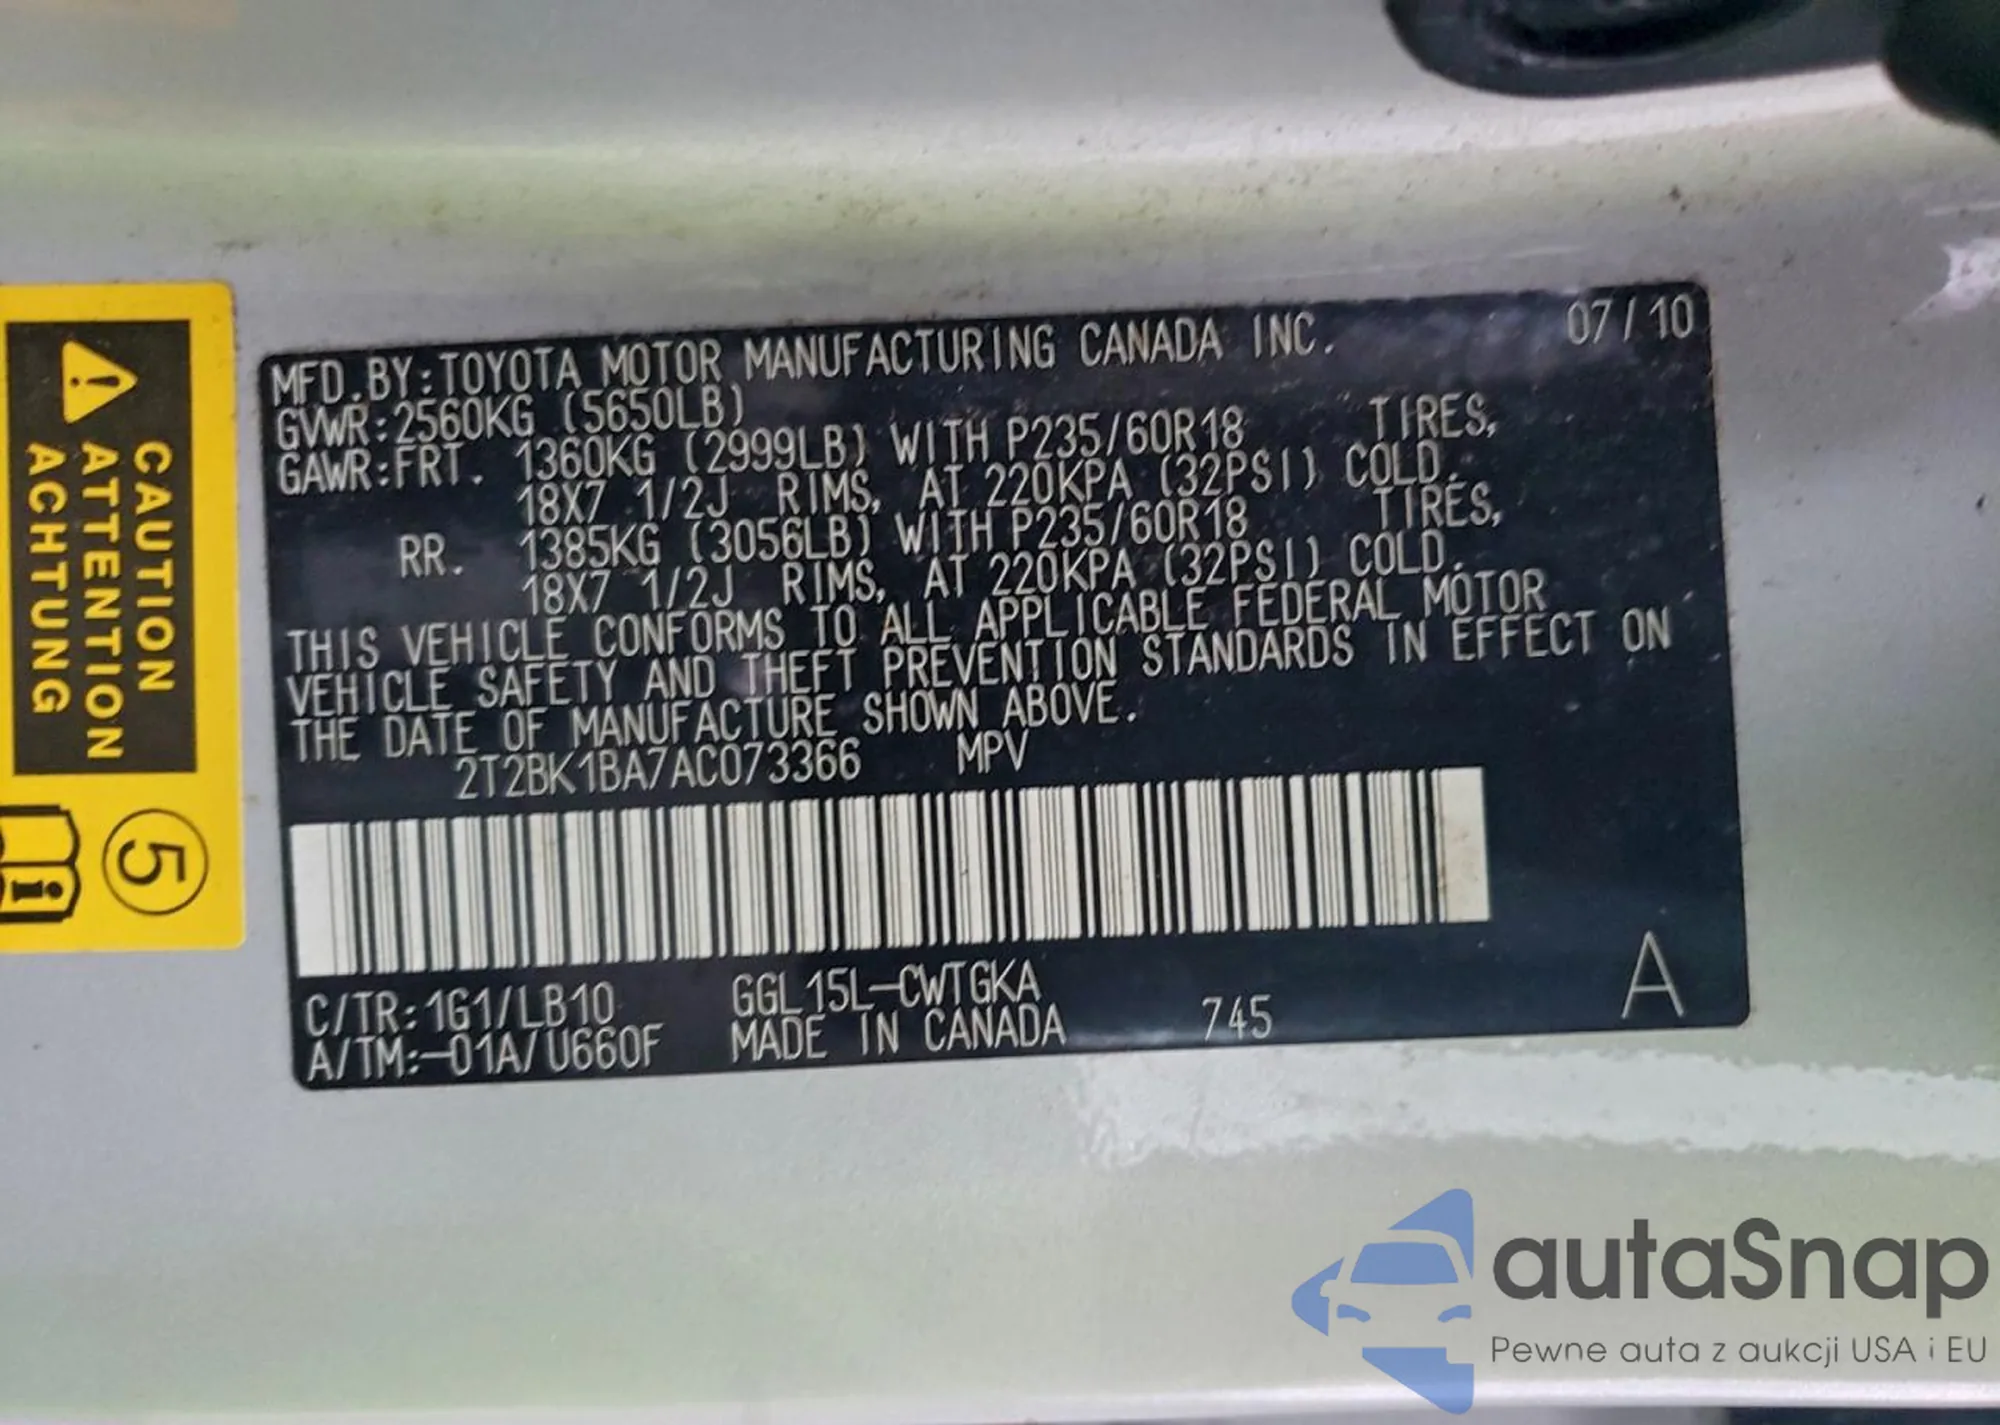 MFD.BY:TOYOTA MOTOR MANUFACTURING CANADA INC. 07/10
GVWR:2560KG (5650LB)
GAWR:FRT. 1360KG (2999LB) WITH P235/60R18 TIRES,
18X7 1/2J RIMS, AT 220KPA (32PSI) COLD.
RR. 1385KG (3056LB) WITH P235/60R18 TIRES,
18X7 1/2J RIMS, AT 220KPA (32PSI) COLD.
THIS VEHICLE CONFORMS TO ALL APPLICABLE FEDERAL MOTOR
VEHICLE SAFETY AND THEFT PREVENTION STANDARDS IN EFFECT ON
THE DATE OF MANUFACTURE SHOWN ABOVE.
2T2BK1BA7AC073366 MPV
C/TR:1G1/LB10 GGL15L-CWTGKA
A/TM:-01A/U660F MADE IN CANADA 745 A
CAUTION
ATTENTION
ACHTUNG
5
i
autaSnap
Pewne auta z aukcji USA i EU